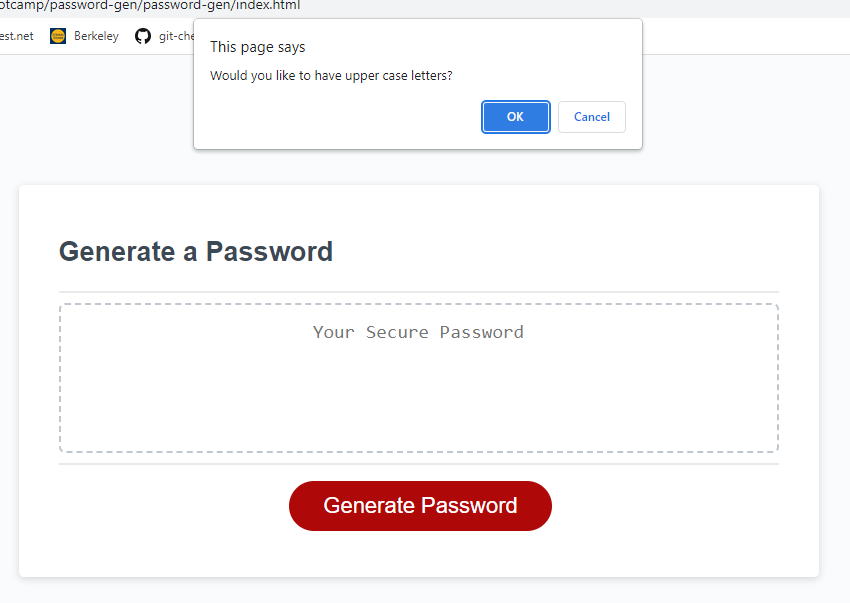 otcamp/password-gen/password-gen/index.html
est.net Berkeley git-che
This page says
Would you like to have upper case letters?
OK Cancel
Generate a Password
Your Secure Password
Generate Password